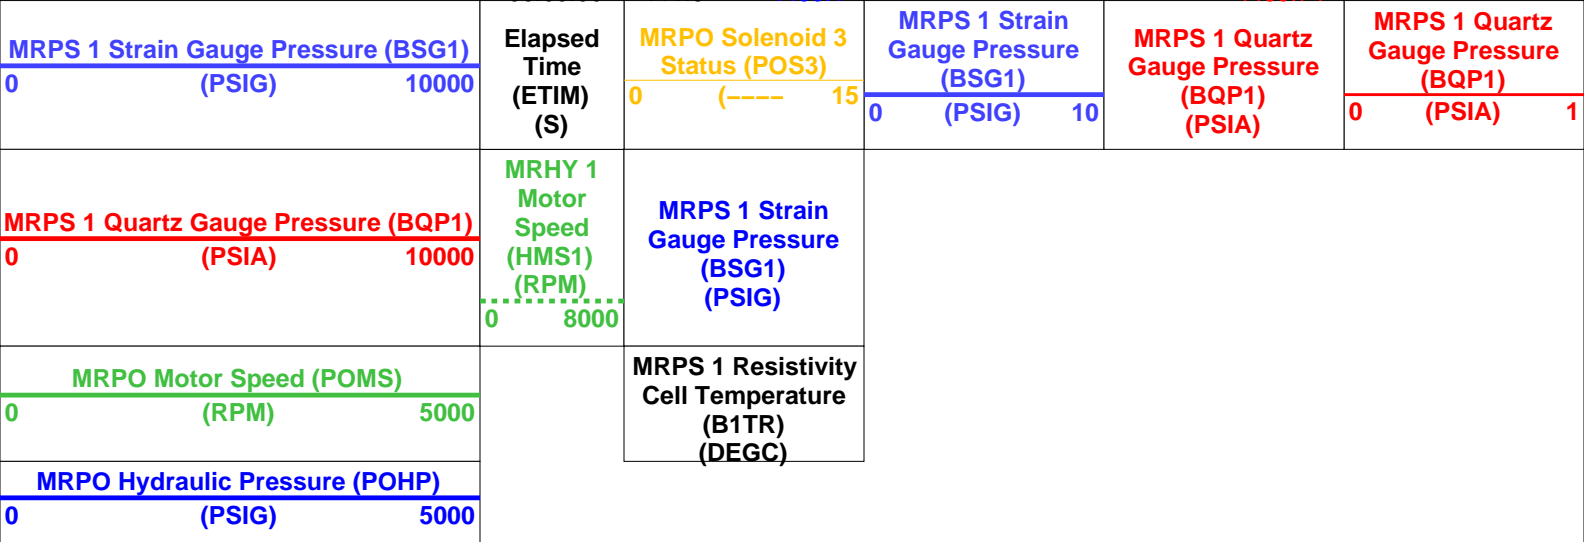 MRPS 1 Strain Gauge Pressure (BSG1)
0 (PSIG) 10000
Elapsed
Time
(ETIM)
(S)
MRPO Solenoid 3
Status (POS3)
0 (---- 15
MRPS 1 Strain
Gauge Pressure
(BSG1)
0 (PSIG) 10
MRPS 1 Quartz
Gauge Pressure
(BQP1)
(PSIA)
MRPS 1 Quartz
Gauge Pressure
(BQP1)
0 (PSIA) 1
MRPS 1 Quartz Gauge Pressure (BQP1)
0 (PSIA) 10000
MRHY 1
Motor
Speed
(HMS1)
(RPM)
0 8000
MRPS 1 Strain
Gauge Pressure
(BSG1)
(PSIG)
MRPO Motor Speed (POMS)
0 (RPM) 5000
MRPS 1 Resistivity
Cell Temperature
(B1TR)
(DEGC)
MRPO Hydraulic Pressure (POHP)
0 (PSIG) 5000